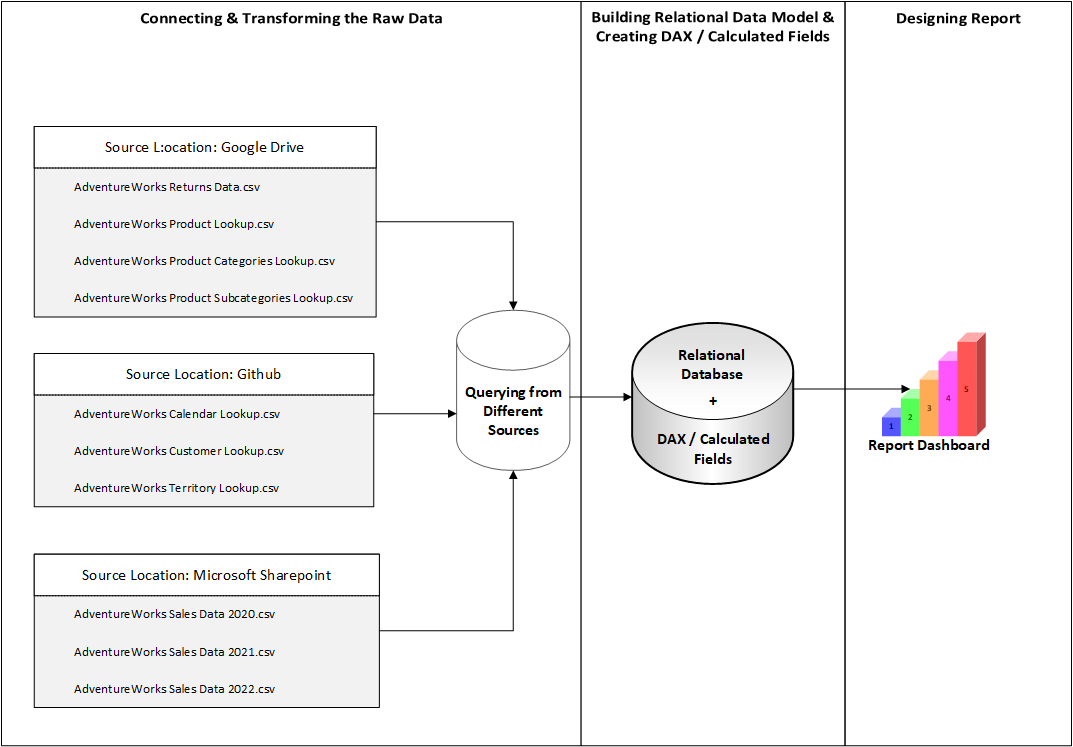 Connecting & Transforming the Raw Data
Building Relational Data Model &
Creating DAX / Calculated Fields
Designing Report
Source L:ocation: Google Drive
AdventureWorks Returns Data.csv
AdventureWorks Product Lookup.csv
AdventureWorks Product Categories Lookup.csv
AdventureWorks Product Subcategories Lookup.csv
Source Location: Github
AdventureWorks Calendar Lookup.csv
AdventureWorks Customer Lookup.csv
AdventureWorks Territory Lookup.csv
Source Location: Microsoft Sharepoint
AdventureWorks Sales Data 2020.csv
AdventureWorks Sales Data 2021.csv
AdventureWorks Sales Data 2022.csv
Querying from
Different
Sources
Relational
Database
+
DAX / Calculated
Fields
1
2
3
4
5
Report Dashboard